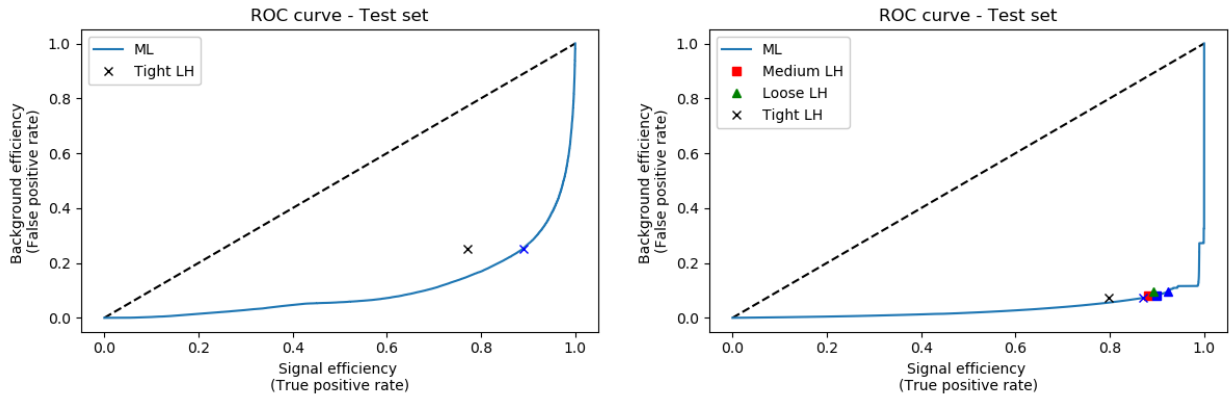 ROC curve - Test set
ML
Tight LH
1.0
0.8
0.6
0.4
0.2
0.0
Background efficiency
(False positive rate)
0.0 0.2 0.4 0.6 0.8 1.0
Signal efficiency
(True positive rate)
ROC curve - Test set
ML
Medium LH
Loose LH
Tight LH
1.0
0.8
0.6
0.4
0.2
0.0
Background efficiency
(False positive rate)
0.0 0.2 0.4 0.6 0.8 1.0
Signal efficiency
(True positive rate)